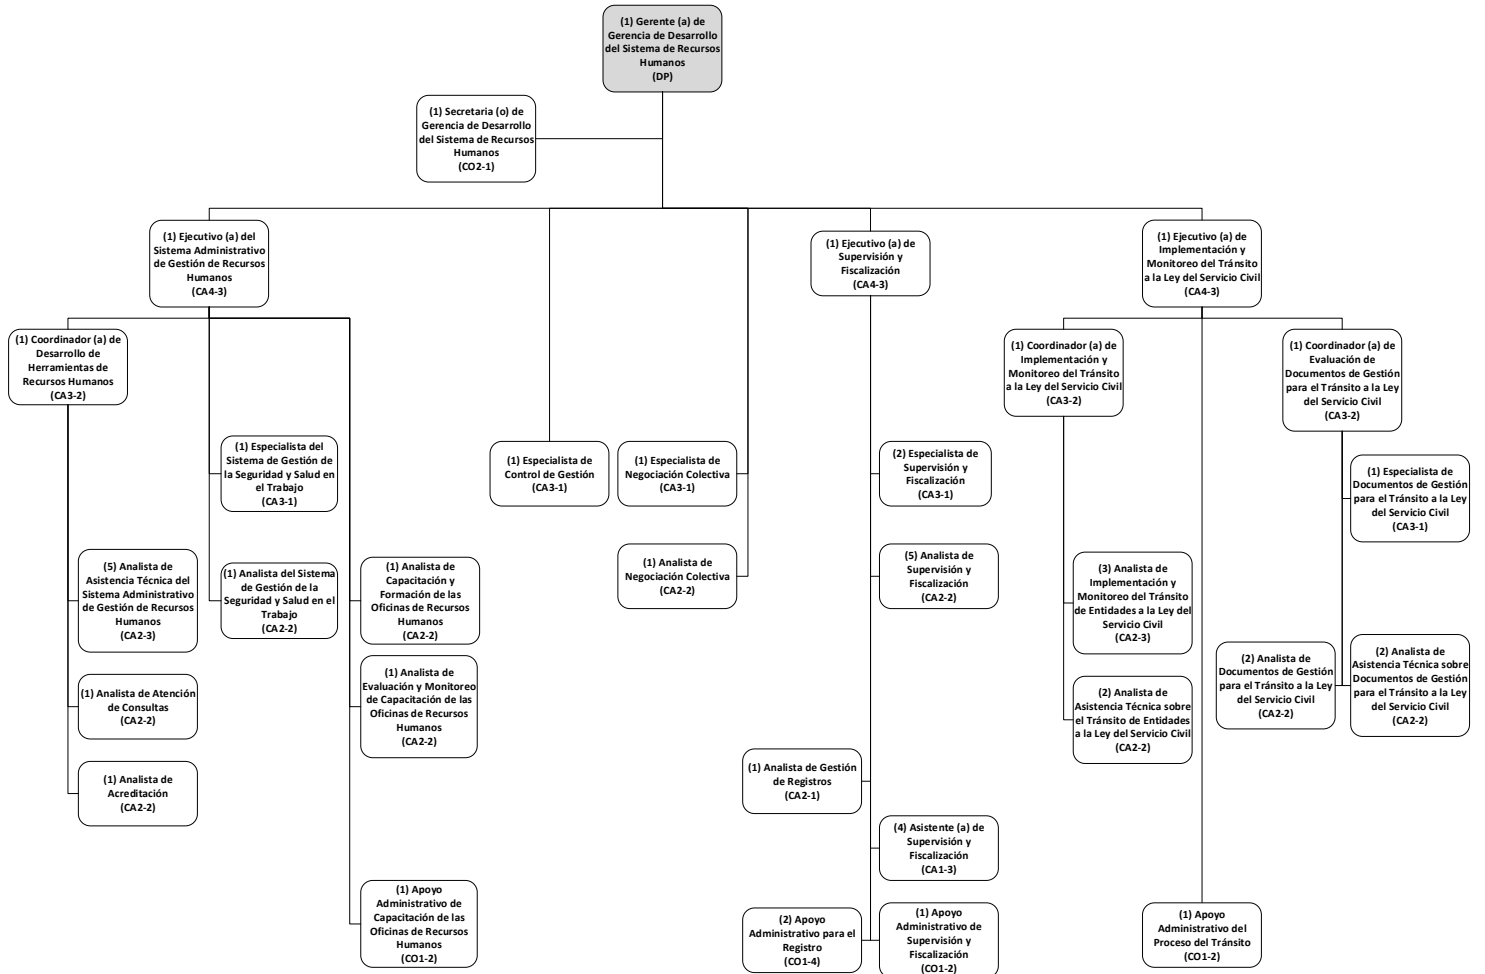 (1) Gerente (a) de
Gerencia de Desarrollo
del Sistema de Recursos
Humanos
(DP)
(1) Secretaria (o) de
Gerencia de Desarrollo
del Sistema de Recursos
Humanos
(CO2-1)
(1) Ejecutivo (a) del
Sistema Administrativo
de Gestión de Recursos
Humanos
(CA4-3)
(1) Ejecutivo (a) de
Supervisión y
Fiscalización
(CA4-3)
(1) Ejecutivo (a) de
Implementación y
Monitoreo del Tránsito
a la Ley del Servicio Civil
(CA4-3)
(1) Coordinador (a) de
Desarrollo de
Herramientas de
Recursos Humanos
(CA3-2)
(1) Coordinador (a) de
Implementación y
Monitoreo del Tránsito
a la Ley del Servicio Civil
(CA3-2)
(1) Coordinador (a) de
Evaluación de
Documentos de Gestión
para el Tránsito a la Ley
del Servicio Civil
(CA3-2)
(1) Especialista del
Sistema de Gestión de
la Seguridad y Salud en
el Trabajo
(CA3-1)
(1) Especialista de
Control de Gestión
(CA3-1)
(1) Especialista de
Negociación Colectiva
(CA3-1)
(2) Especialista de
Supervisión y
Fiscalización
(CA3-1)
(1) Especialista de
Documentos de Gestión
para el Tránsito a la Ley
del Servicio Civil
(CA3-1)
(5) Analista de
Asistencia Técnica del
Sistema Administrativo
de Gestión de Recursos
Humanos
(CA2-3)
(1) Analista del Sistema
de Gestión de la
Seguridad y Salud en el
Trabajo
(CA2-2)
(1) Analista de
Capacitación y
Formación de las
Oficinas de Recursos
Humanos
(CA2-2)
(1) Analista de
Negociación Colectiva
(CA2-2)
(5) Analista de
Supervisión y
Fiscalización
(CA2-2)
(3) Analista de
Implementación y
Monitoreo del Tránsito
de Entidades a la Ley del
Servicio Civil
(CA2-3)
(2) Analista de
Documentos de Gestión
para el Tránsito a la Ley
del Servicio Civil
(CA2-2)
(2) Analista de
Asistencia Técnica sobre
Documentos de Gestión
para el Tránsito a la Ley
del Servicio Civil
(CA2-2)
(1) Analista de Atención
de Consultas
(CA2-2)
(1) Analista de
Evaluación y Monitoreo
de Capacitación de las
Oficinas de Recursos
Humanos
(CA2-2)
(2) Analista de
Asistencia Técnica sobre
el Tránsito de Entidades
a la Ley del Servicio Civil
(CA2-2)
(1) Analista de
Acreditación
(CA2-2)
(1) Analista de Gestión
de Registros
(CA2-1)
(4) Asistente (a) de
Supervisión y
Fiscalización
(CA1-3)
(1) Apoyo
Administrativo de
Capacitación de las
Oficinas de Recursos
Humanos
(CO1-2)
(2) Apoyo
Administrativo para el
Registro
(CO1-4)
(1) Apoyo
Administrativo de
Supervisión y
Fiscalización
(CO1-2)
(1) Apoyo
Administrativo del
Proceso del Tránsito
(CO1-2)